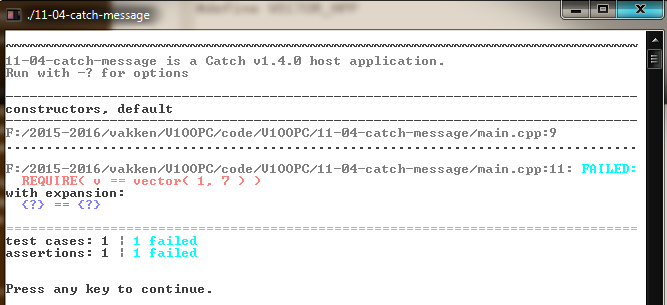 ./11-04-catch-message
#define VECTOR_HPP
~~~~~~~~~~~~~~~~~~~~~~~~~~~~~~~~~~~~~~~~~~~~~~~~~~~~~~~~~~~~~~~~~~~~~~~~~~~~~~~
11-04-catch-message is a Catch v1.4.0 host application.
Run with -? for options
-------------------------------------------------------------------------------
constructors, default
-------------------------------------------------------------------------------
F:/2015-2016/vakken/V1OOPC/code/V1OOPC/11-04-catch-message/main.cpp:9
...............................................................................
F:/2015-2016/vakken/V1OOPC/code/V1OOPC/11-04-catch-message/main.cpp:11: FAILED:
REQUIRE( v == vector( 1, 7 ) )
with expansion:
{?} == {?}
===============================================================================
test cases: 1 | 1 failed
assertions: 1 | 1 failed
Press any key to continue.